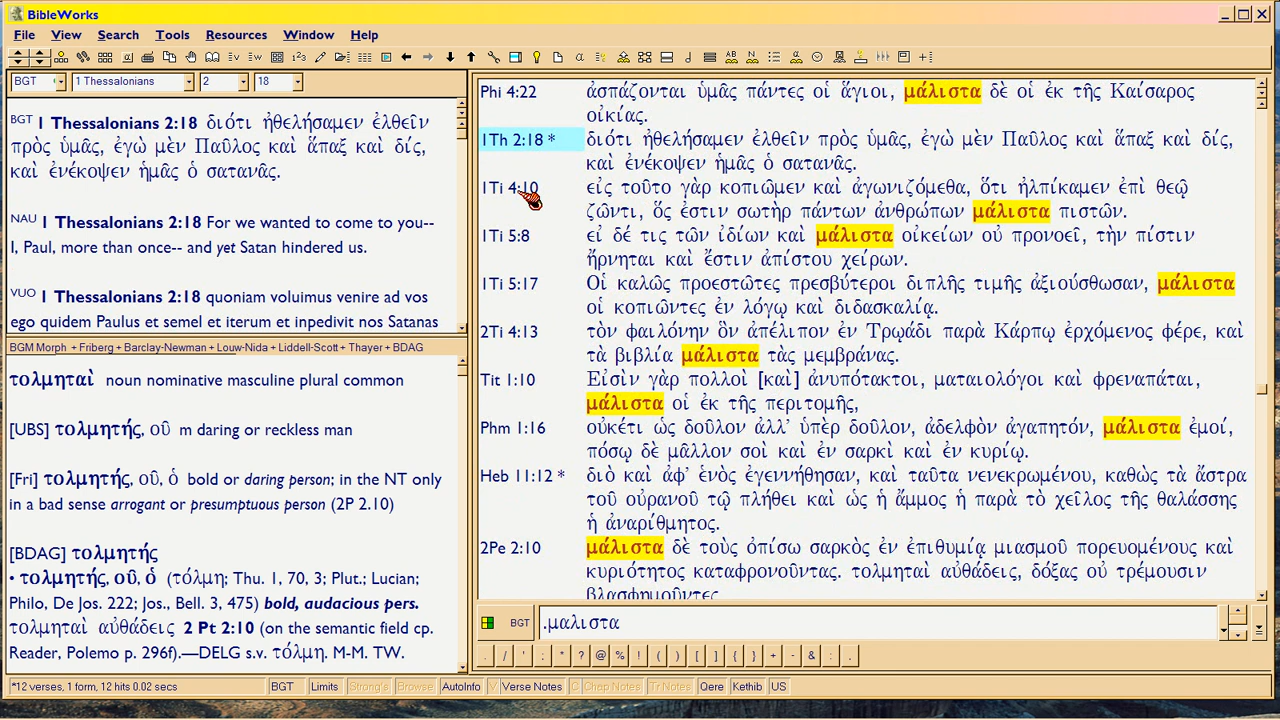 BibleWorks
File View Search Tools Resources Window Help
BGT 1 Thessalonians 2 18
BGT 1 Thessalonians 2:18 διότι ἠθελήσαμεν ἐλθεῖν
πρὸς ὑμᾶς, ἐγὼ μὲν Παῦλος καὶ ἅπαξ καὶ δίς,
καὶ ἐνέκοψεν ἡμᾶς ὁ σατανᾶς.
NAU 1 Thessalonians 2:18 For we wanted to come to you--
I, Paul, more than once-- and yet Satan hindered us.
VUO 1 Thessalonians 2:18 quoniam voluimus venire ad vos
ego quidem Paulus et semel et iterum et inpedivit nos Satanas
BGM Morph + Friberg + Barclay-Newman + Louw-Nida + Liddell-Scott + Thayer + BDAG
τολμηταὶ noun nominative masculine plural common
[UBS] τολμητής, οῦ m daring or reckless man
[Fri] τολμητής, οῦ, ὁ bold or daring person; in the NT only
in a bad sense arrogant or presumptuous person (2P 2.10)
[BDAG] τολμητής
• τολμητής, οῦ, ὁ (τόλμη; Thu. 1, 70, 3; Plut.; Lucian;
Philo, De Jos. 222; Jos., Bell. 3, 475) bold, audacious pers.
τολμηταὶ αὐθάδεις 2 Pt 2:10 (on the semantic field cp.
Reader, Polemo p. 296f).—DELG s.v. τόλμη. M-M. TW.
Phi 4:22 ἀσπάζονται ὑμᾶς πάντες οἱ ἅγιοι, μάλιστα δὲ οἱ ἐκ τῆς Καίσαρος
οἰκίας.
1Th 2:18 * διότι ἠθελήσαμεν ἐλθεῖν πρὸς ὑμᾶς, ἐγὼ μὲν Παῦλος καὶ ἅπαξ καὶ δίς,
καὶ ἐνέκοψεν ἡμᾶς ὁ σατανᾶς.
1Ti 4:10 εἰς τοῦτο γὰρ κοπιῶμεν καὶ ἀγωνιζόμεθα, ὅτι ἠλπίκαμεν ἐπὶ θεῷ
ζῶντι, ὅς ἐστιν σωτὴρ πάντων ἀνθρώπων μάλιστα πιστῶν.
1Ti 5:8 εἰ δέ τις τῶν ἰδίων καὶ μάλιστα οἰκείων οὐ προνοεῖ, τὴν πίστιν
ἤρνηται καὶ ἔστιν ἀπίστου χείρων.
1Ti 5:17 Οἱ καλῶς προεστῶτες πρεσβύτεροι διπλῆς τιμῆς ἀξιούσθωσαν, μάλιστα
οἱ κοπιῶντες ἐν λόγῳ καὶ διδασκαλίᾳ.
2Ti 4:13 τὸν φαιλόνην ὃν ἀπέλιπον ἐν Τρῳάδι παρὰ Κάρπῳ ἐρχόμενος φέρε, καὶ
τὰ βιβλία μάλιστα τὰς μεμβράνας.
Tit 1:10 Εἰσὶν γὰρ πολλοὶ [καὶ] ἀνυπότακτοι, ματαιολόγοι καὶ φρεναπάται,
μάλιστα οἱ ἐκ τῆς περιτομῆς,
Phm 1:16 οὐκέτι ὡς δοῦλον ἀλλ’ ὑπὲρ δοῦλον, ἀδελφὸν ἀγαπητόν, μάλιστα ἐμοί,
πόσῳ δὲ μᾶλλον σοὶ καὶ ἐν σαρκὶ καὶ ἐν κυρίῳ.
Heb 11:12 * διὸ καὶ ἀφ’ ἑνὸς ἐγεννήθησαν, καὶ ταῦτα νενεκρωμένου, καθὼς τὰ ἄστρα
τοῦ οὐρανοῦ τῷ πλήθει καὶ ὡς ἡ ἄμμος ἡ παρὰ τὸ χεῖλος τῆς θαλάσσης
ἡ ἀναρίθμητος.
2Pe 2:10 μάλιστα δὲ τοὺς ὀπίσω σαρκὸς ἐν ἐπιθυμίᾳ μιασμοῦ πορευομένους καὶ
κυριότητος καταφρονοῦντας. τολμηταὶ αὐθάδεις, δόξας οὐ τρέμουσιν
βλασφημοῦντες
BGT .μαλιστα
. / ' ; * ? @ % ! ( ) [ ] { } + - & : .
*12 verses, 1 form, 12 hits 0.02 secs BGT Limits Strong's Browse AutoInfo V Verse Notes C Chap Notes Tr Notes Qere Kethib US